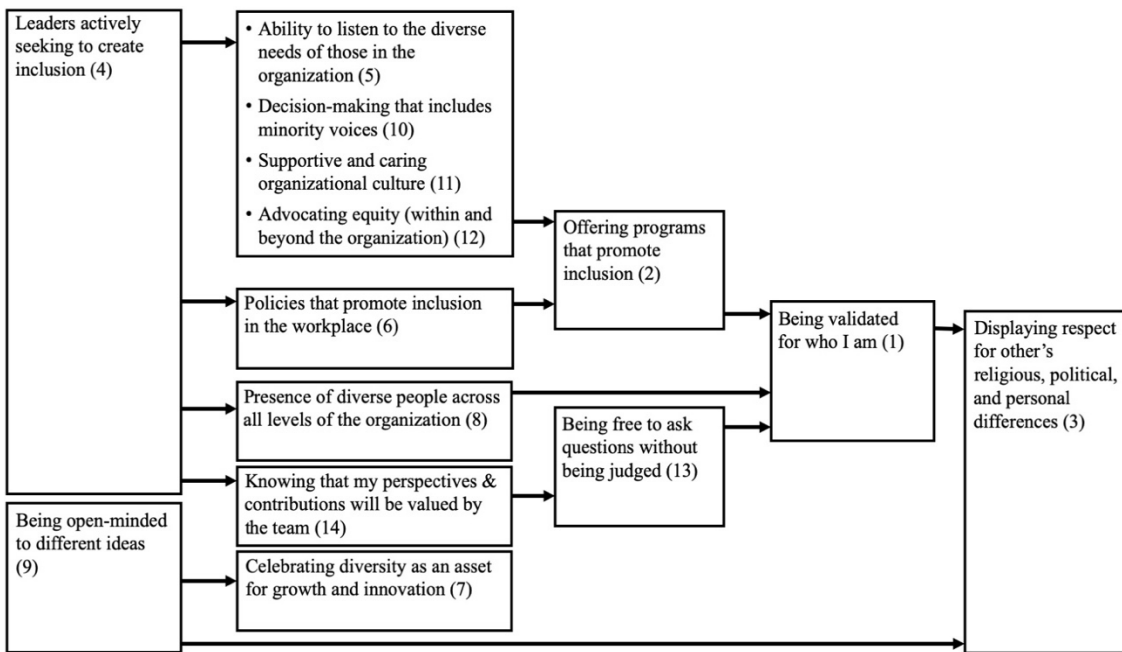 Leaders actively
seeking to create
inclusion (4)
• Ability to listen to the diverse
needs of those in the
organization (5)
• Decision-making that includes
minority voices (10)
• Supportive and caring
organizational culture (11)
• Advocating equity (within and
beyond the organization) (12)
Offering programs
that promote
inclusion (2)
Policies that promote inclusion
in the workplace (6)
Being validated
for who I am (1)
Displaying respect
for other’s
religious, political,
and personal
differences (3)
Presence of diverse people across
all levels of the organization (8)
Being free to ask
questions without
being judged (13)
Knowing that my perspectives &
contributions will be valued by
the team (14)
Being open-minded
to different ideas
(9)
Celebrating diversity as an asset
for growth and innovation (7)